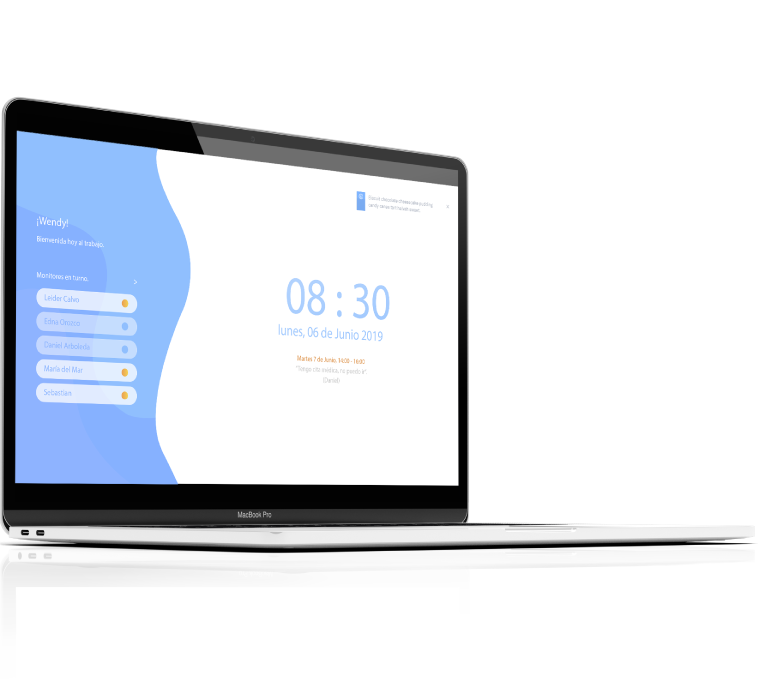 ¡Wendy!
Bienvenida hoy al trabajo.
Monitores en turno. >
Leider Calvo
Edna Orozco
Daniel Arboleda
María del Mar
Sebastian
08 : 30
lunes, 06 de Junio 2019
Martes 7 de Junio, 14:00 - 16:00
"Tengo cita médica, no puedo ir"
(Daniel)
MacBook Pro